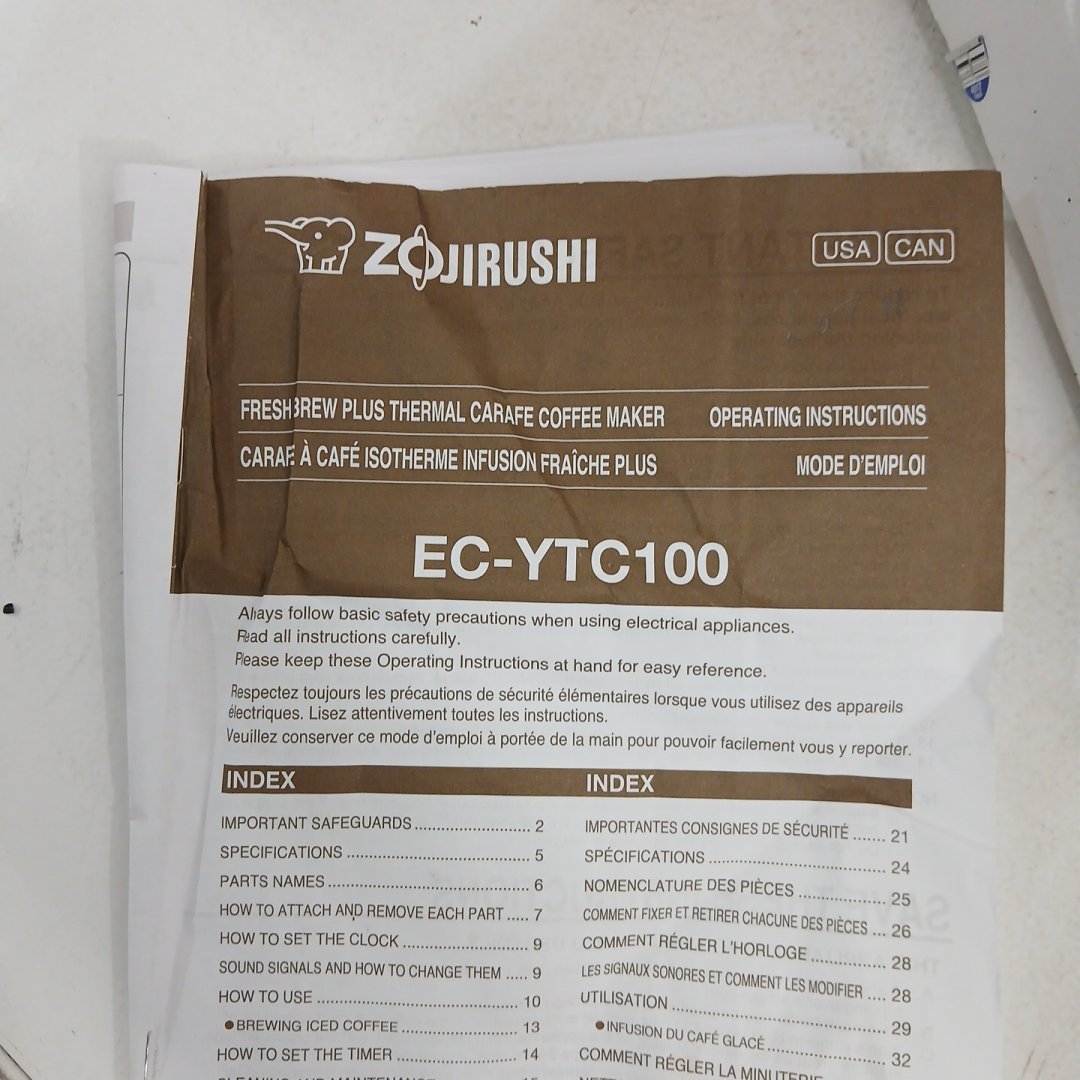 ZOJIRUSHI
USA CAN
FRESH BREW PLUS THERMAL CARAFE COFFEE MAKER OPERATING INSTRUCTIONS
CARAFE À CAFÉ ISOTHERME INFUSION FRAÎCHE PLUS MODE D'EMPLOI
EC-YTC100
Always follow basic safety precautions when using electrical appliances.
Read all instructions carefully.
Please keep these Operating Instructions at hand for easy reference.
Respectez toujours les précautions de sécurité élémentaires lorsque vous utilisez des appareils
électriques. Lisez attentivement toutes les instructions.
Veuillez conserver ce mode d'emploi à portée de la main pour pouvoir facilement vous y reporter.
INDEX
IMPORTANT SAFEGUARDS .......................... 2
SPECIFICATIONS ......................................... 5
PARTS NAMES ............................................. 6
HOW TO ATTACH AND REMOVE EACH PART ..... 7
HOW TO SET THE CLOCK ............................ 9
SOUND SIGNALS AND HOW TO CHANGE THEM ..... 9
HOW TO USE ............................................. 10
●BREWING ICED COFFEE .......................... 13
HOW TO SET THE TIMER ........................... 14
INDEX
IMPORTANTES CONSIGNES DE SÉCURITÉ ....... 21
SPÉCIFICATIONS ....................................... 24
NOMENCLATURE DES PIÈCES .................... 25
COMMENT FIXER ET RETIRER CHACUNE DES PIÈCES ... 26
COMMENT RÉGLER L'HORLOGE ................. 28
LES SIGNAUX SONORES ET COMMENT LES MODIFIER .... 28
UTILISATION ............................................... 29
●INFUSION DU CAFÉ GLACÉ .......................... 32
COMMENT RÉGLER LA MINUTERIE